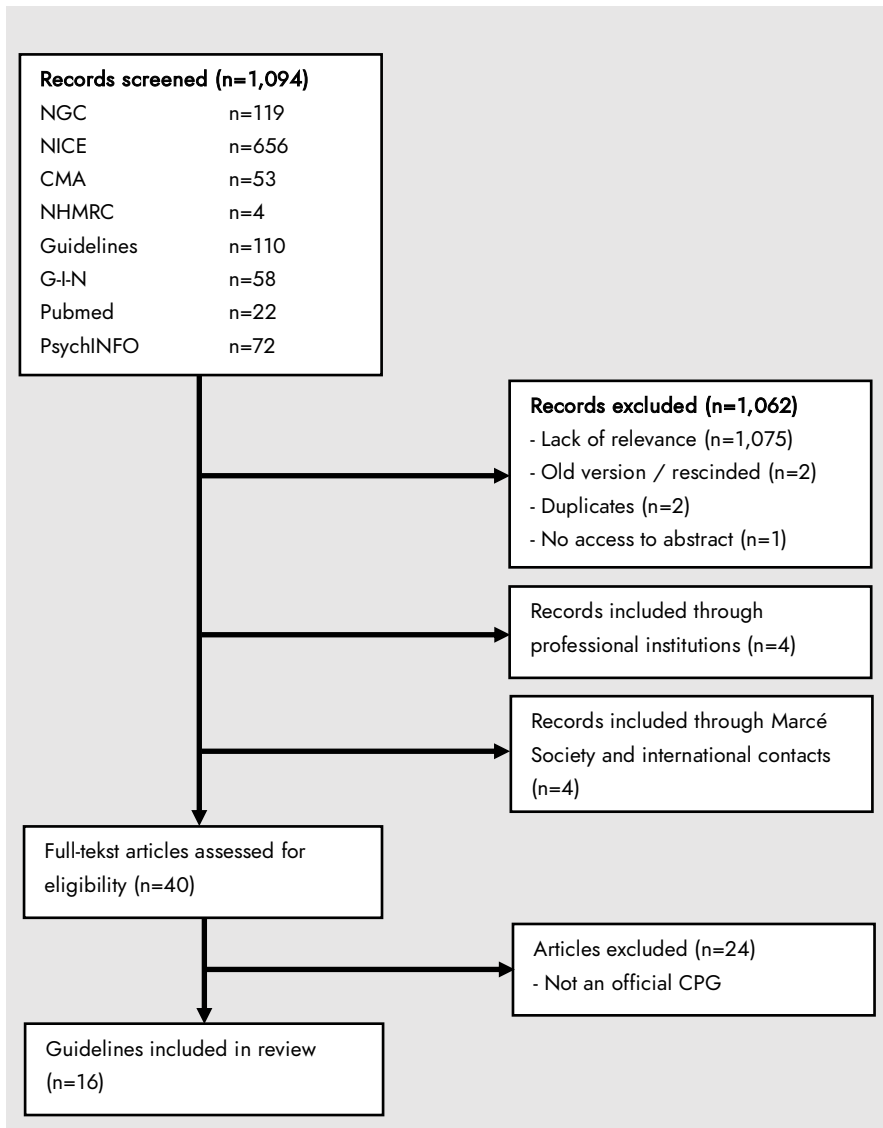 Records screened (n=1,094)
NGC n=119
NICE n=656
CMA n=53
NHMRC n=4
Guidelines n=110
G-I-N n=58
Pubmed n=22
PsychINFO n=72
Records excluded (n=1,062)
- Lack of relevance (n=1,075)
- Old version / rescinded (n=2)
- Duplicates (n=2)
- No access to abstract (n=1)
Records included through
professional institutions (n=4)
Records included through Marcé
Society and international contacts
(n=4)
Full-tekst articles assessed for
eligibility (n=40)
Articles excluded (n=24)
- Not an official CPG
Guidelines included in review
(n=16)